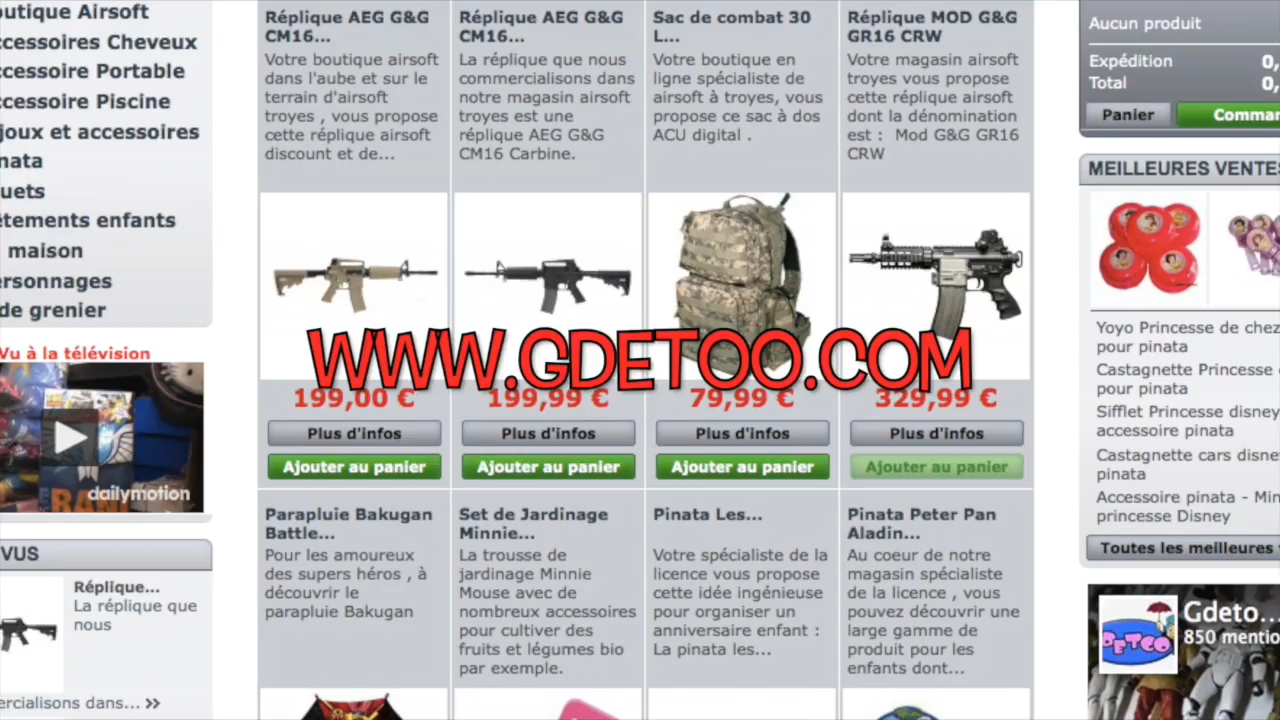 outique Airsoft
ccessoires Cheveux
ccessoire Portable
ccessoire Piscine
joux et accessoires
nata
uets
êtements enfants
maison
ersonnages
de grenier
Vu à la télévision
dailymotion
VUS
Réplique...
La réplique que
nous
ercialisons dans... >>
Réplique AEG G&G
CM16...
Votre boutique airsoft
dans l'aube et sur le
terrain d'airsoft
troyes , vous propose
cette réplique airsoft
discount et de...
199,00 €
Plus d'infos
Ajouter au panier
Réplique AEG G&G
CM16...
La réplique que nous
commercialisons dans
notre magasin airsoft
troyes est une
réplique AEG G&G
CM16 Carbine.
199,99 €
Plus d'infos
Ajouter au panier
Sac de combat 30
L...
Votre boutique en
ligne spécialiste de
airsoft à troyes, vous
propose ce sac à dos
ACU digital .
79,99 €
Plus d'infos
Ajouter au panier
Réplique MOD G&G
GR16 CRW
Votre magasin airsoft
troyes vous propose
cette réplique airsoft
dont la dénomination
est : Mod G&G GR16
CRW
329,99 €
Plus d'infos
Ajouter au panier
WWW.GDETOO.COM
Parapluie Bakugan
Battle...
Pour les amoureux
des supers héros , à
découvrir le
parapluie Bakugan
Set de Jardinage
Minnie...
La trousse de
jardinage Minnie
Mouse avec de
nombreux accessoires
pour cultiver des
fruits et légumes bio
par exemple.
Pinata Les...
Votre spécialiste de la
licence vous propose
cette idée ingénieuse
pour organiser un
anniversaire enfant :
La pinata les...
Pinata Peter Pan
Aladin...
Au coeur de notre
magasin spécialiste
de la licence , vous
pouvez découvrir une
large gamme de
produit pour les
enfants dont...
Aucun produit
Expédition 0,
Total 0,
Panier
Comman
MEILLEURES VENTES
Yoyo Princesse de chez
pour pinata
Castagnette Princesse
pour pinata
Sifflet Princesse disney
accessoire pinata
Castagnette cars disne
pinata
Accessoire pinata - Min
princesse Disney
Toutes les meilleures
Gdeto...
850 mentio